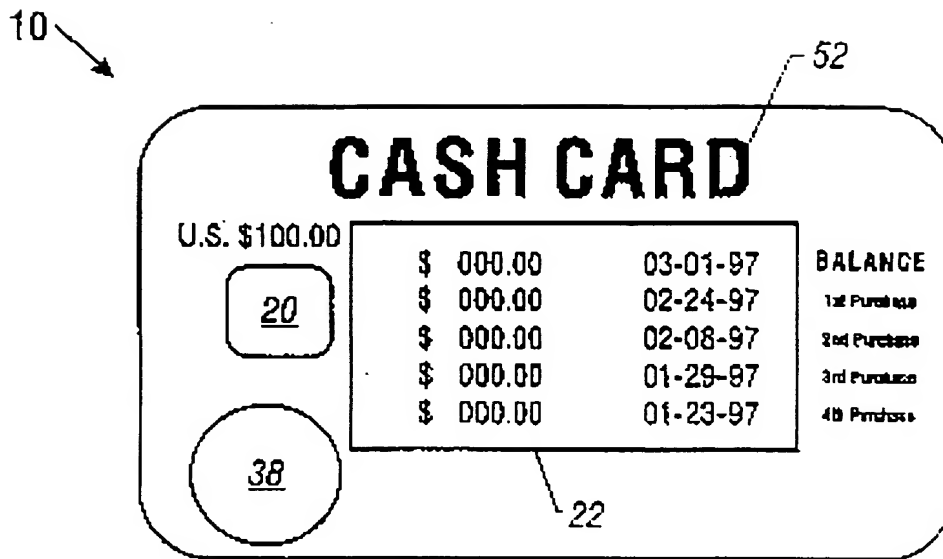 10
52
CASH CARD
U.S. $100.00
$ 000.00 03-01-97 BALANCE
$ 000.00 02-24-97 1st Purchase
$ 000.00 02-08-97 2nd Purchase
$ 000.00 01-29-97 3rd Purchase
$ 000.00 01-23-97 4th Purchase
20
38
22